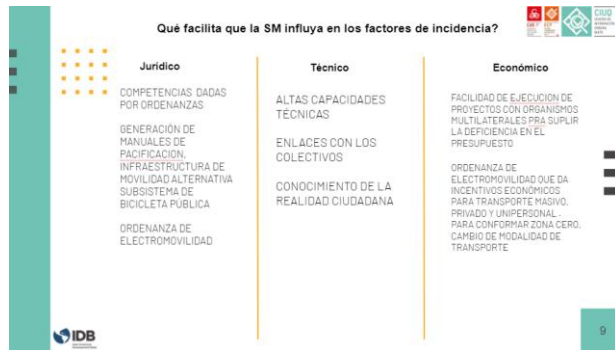 Qué facilita que la SM influya en los factores de incidencia?
CIUQ
Jurídico
COMPETENCIAS DADAS
POR ORDENANZAS
GENERACIÓN DE
MANUALES DE
PACIFICACION,
INFRAESTRUCTURA DE
MOVILIDAD ALTERNATIVA
SUBSISTEMA DE
BICICLETA PÚBLICA
ORDENANZA DE
ELECTROMOVILIDAD
Técnico
ALTAS CAPACIDADES
TÉCNICAS
ENLACES CON LOS
COLECTIVOS
CONOCIMIENTO DE LA
REALIDAD CIUDADANA
Económico
FACILIDAD DE EJECUCION DE
PROYECTOS CON ORGANISMOS
MULTILATERALES PRA SUPLIR
LA DEFICIENCIA EN EL
PRESUPUESTO
ORDENANZA DE
ELECTROMOVILIDAD QUE DA
INCENTIVOS ECONÓMICOS
PARA TRANSPORTE MASIVO,
PRIVADO Y UNIPERSONAL .
PARA CONFORMAR ZONA CERO,
CAMBIO DE MODALIDAD DE
TRANSPORTE
IDB
9